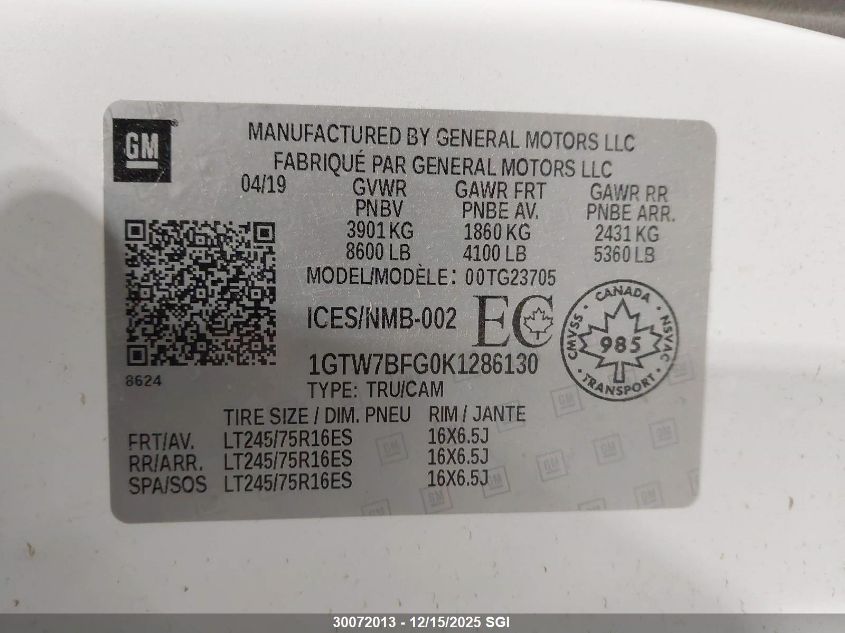 GM
MANUFACTURED BY GENERAL MOTORS LLC
FABRIQUÉ PAR GENERAL MOTORS LLC
04/19 GVWR GAWR FRT GAWR RR
PNBV PNBE AV. PNBE ARR.
3901 KG 1860 KG 2431 KG
8600 LB 4100 LB 5360 LB
MODEL/MODÈLE: 00TG23705
ICES/NMB-002 EC
CANADA
CMVSS 985 NSVAC
TRANSPORT
1GTW7BFG0K1286130
8624
TYPE: TRU/CAM
TIRE SIZE / DIM. PNEU RIM / JANTE
FRT/AV. LT245/75R16ES 16X6.5J
RR/ARR. LT245/75R16ES 16X6.5J
SPA/SOS LT245/75R16ES 16X6.5J
30072013 - 12/15/2025 SGI